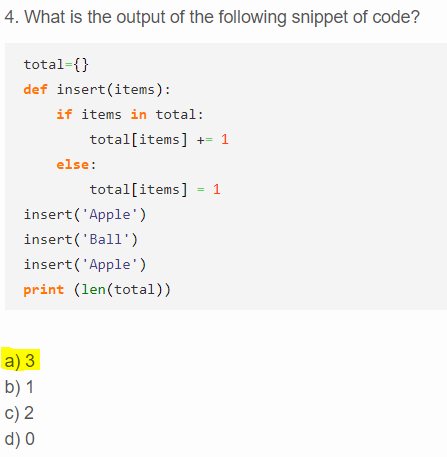 4. What is the output of the following snippet of code?
total={}
def insert(items):
    if items in total:
        total[items] += 1
    else:
        total[items] = 1
insert('Apple')
insert('Ball')
insert('Apple')
print (len(total))
a) 3
b) 1
c) 2
d) 0